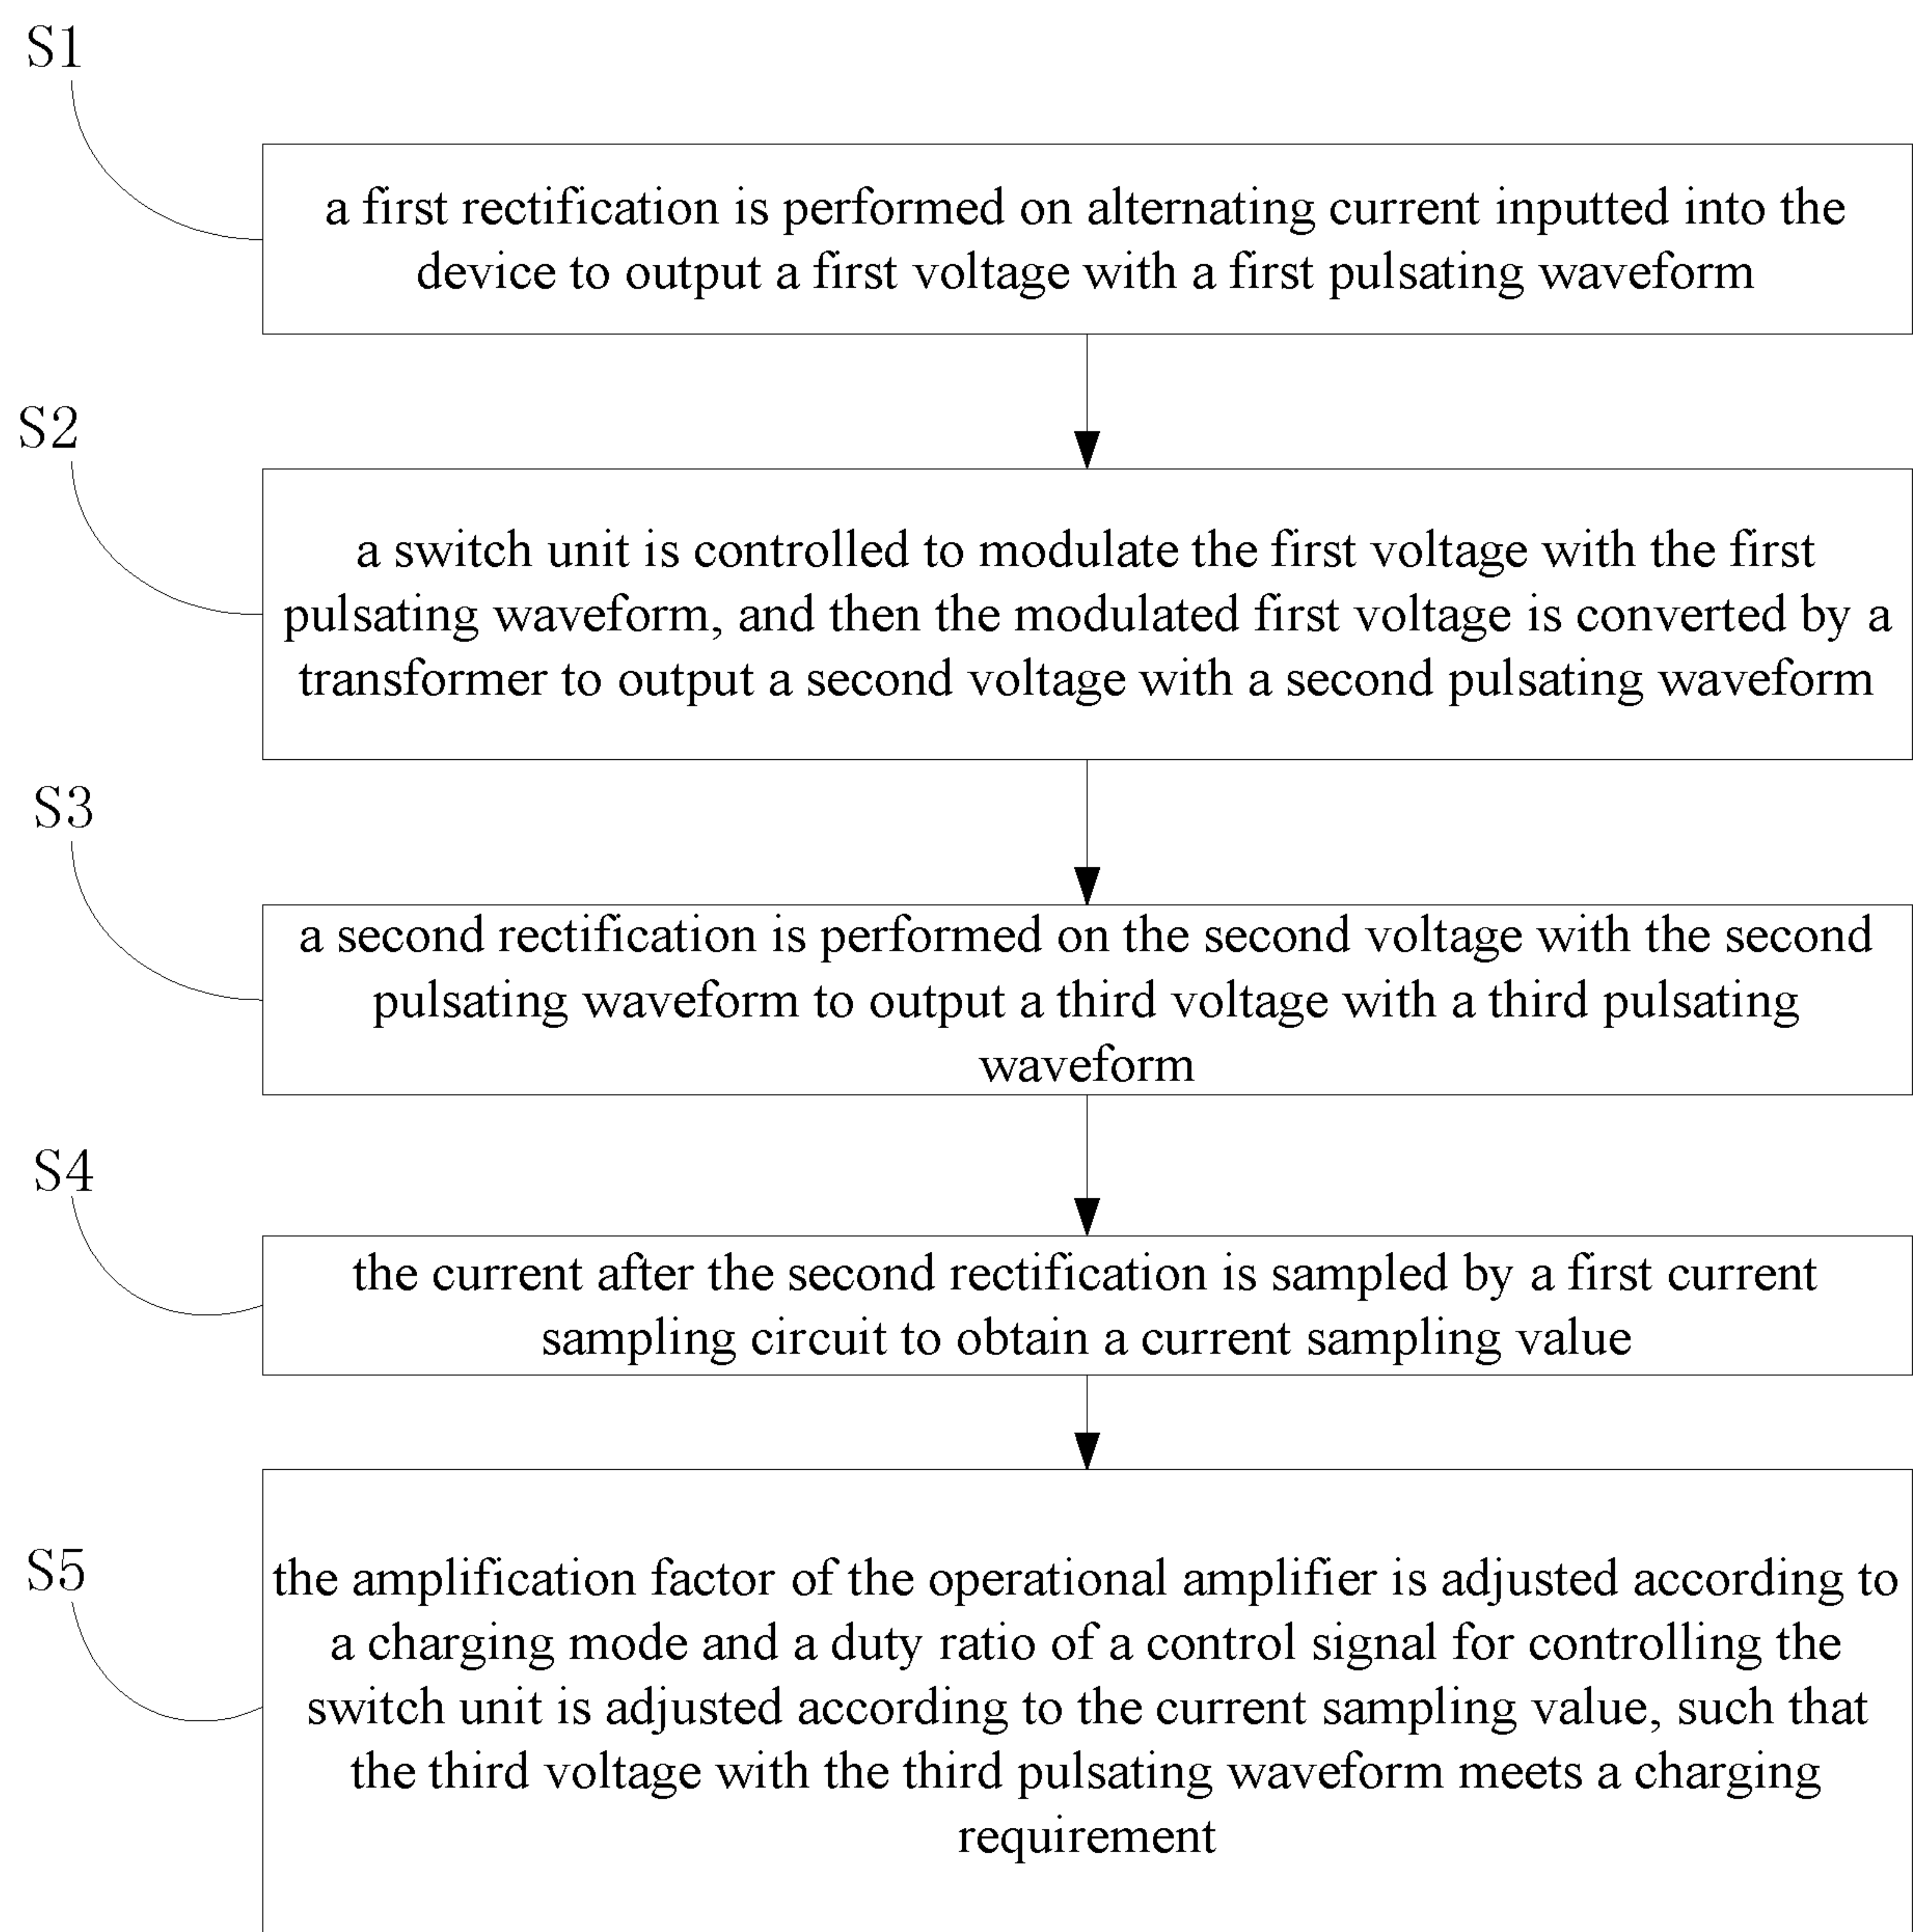 S1
a first rectification is performed on alternating current inputted into the
device to output a first voltage with a first pulsating waveform
S2
a switch unit is controlled to modulate the first voltage with the first
pulsating waveform, and then the modulated first voltage is converted by a
transformer to output a second voltage with a second pulsating waveform
S3
a second rectification is performed on the second voltage with the second
pulsating waveform to output a third voltage with a third pulsating
waveform
S4
the current after the second rectification is sampled by a first current
sampling circuit to obtain a current sampling value
S5
the amplification factor of the operational amplifier is adjusted according to
a charging mode and a duty ratio of a control signal for controlling the
switch unit is adjusted according to the current sampling value, such that
the third voltage with the third pulsating waveform meets a charging
requirement